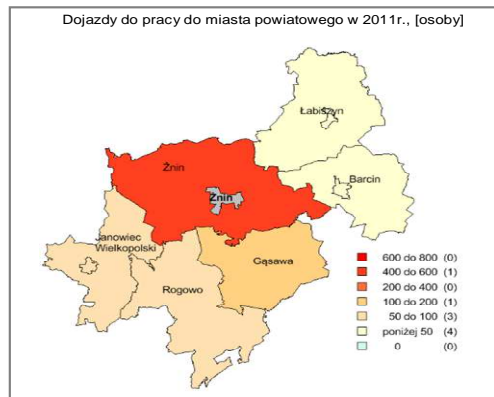 Dojazdy do pracy do miasta powiatowego w 2011r., [osoby]
Łabiszyn
Żnin
Barcin
Żnin
Janowiec
Wielkopolski
Gąsawa
Rogowo
600 do 800 (0)
400 do 600 (1)
200 do 400 (0)
100 do 200 (1)
50 do 100 (3)
poniżej 50 (4)
0 (0)